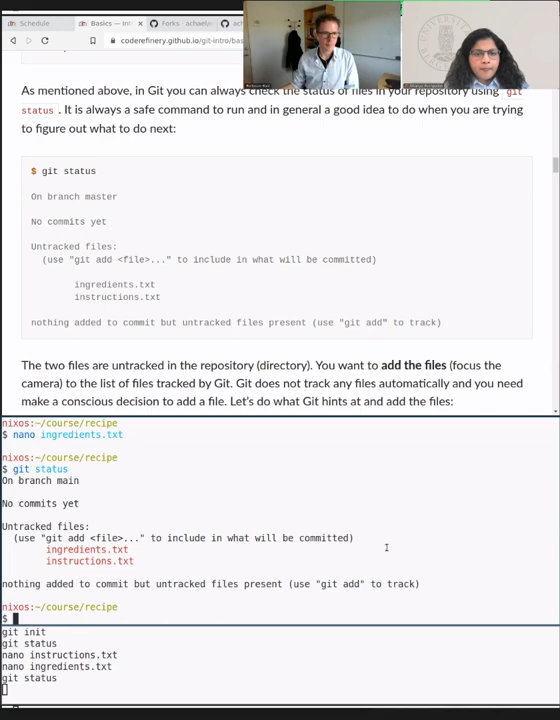 Schedule
Basics — Intr
Forks · achael/
coderefinery.github.io/git-intro/bas
As mentioned above, in Git you can always check the status of files in your repository using git
status . It is always a safe command to run and in general a good idea to do when you are trying
to figure out what to do next:
$ git status
On branch master
No commits yet
Untracked files:
(use "git add <file>..." to include in what will be committed)
ingredients.txt
instructions.txt
nothing added to commit but untracked files present (use "git add" to track)
The two files are untracked in the repository (directory). You want to add the files (focus the
camera) to the list of files tracked by Git. Git does not track any files automatically and you need
make a conscious decision to add a file. Let's do what Git hints at and add the files:
nixos:~/course/recipe
$ nano ingredients.txt
nixos:~/course/recipe
$ git status
On branch main
No commits yet
Untracked files:
(use "git add <file>..." to include in what will be committed)
ingredients.txt
instructions.txt
nothing added to commit but untracked files present (use "git add" to track)
nixos:~/course/recipe
$
git init
git status
nano instructions.txt
nano ingredients.txt
git status